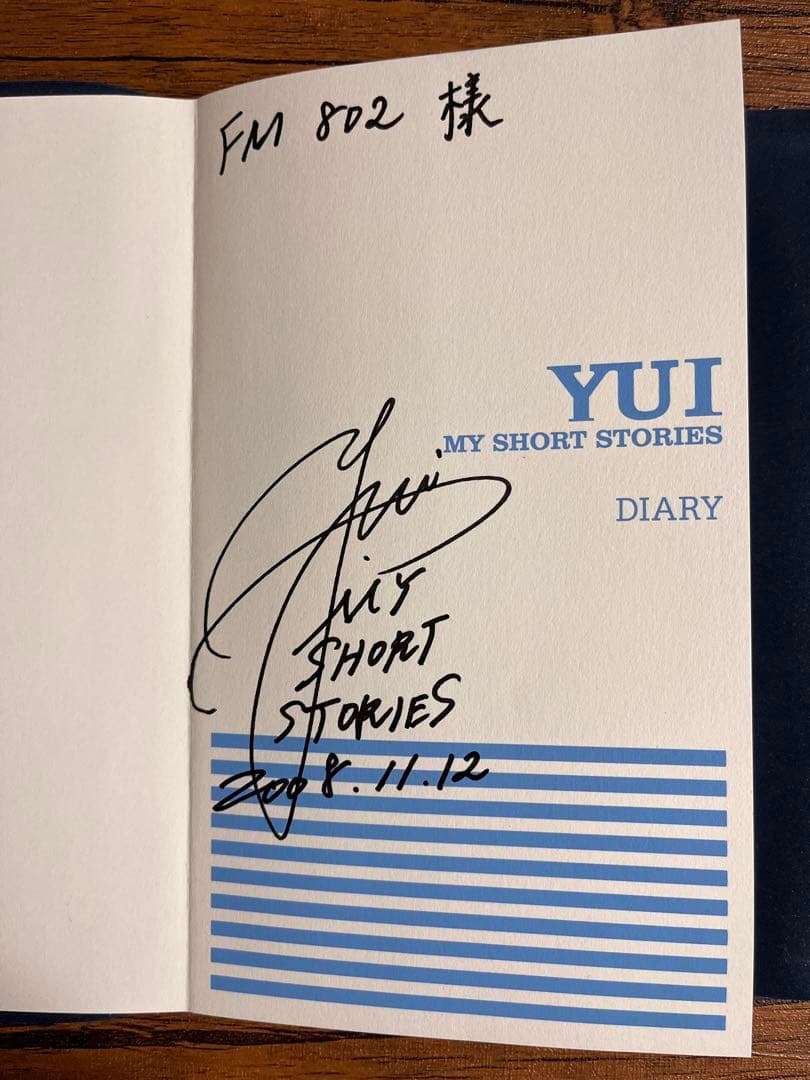 FM 802 様
YUI
MY SHORT STORIES
DIARY
yui
MY
SHORT
STORIES
2008.11.12